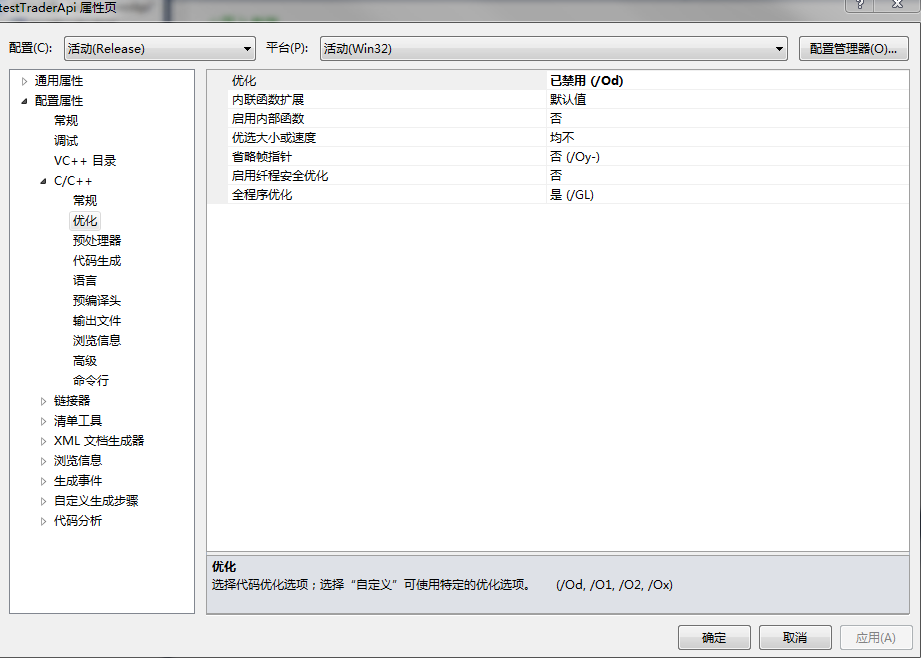 testTraderApi 属性页
配置(C): 活动(Release) 平台(P): 活动(Win32) 配置管理器(O)...
通用属性
配置属性
常规
调试
VC++ 目录
C/C++
常规
优化
预处理器
代码生成
语言
预编译头
输出文件
浏览信息
高级
命令行
链接器
清单工具
XML 文档生成器
浏览信息
生成事件
自定义生成步骤
代码分析
优化 已禁用 (/Od)
内联函数扩展 默认值
启用内部函数 否
优选大小或速度 均不
省略帧指针 否 (/Oy-)
启用纤程安全优化 否
全程序优化 是 (/GL)
优化
选择代码优化选项；选择“自定义”可使用特定的优化选项。 (/Od, /O1, /O2, /Ox)
确定 取消 应用(A)